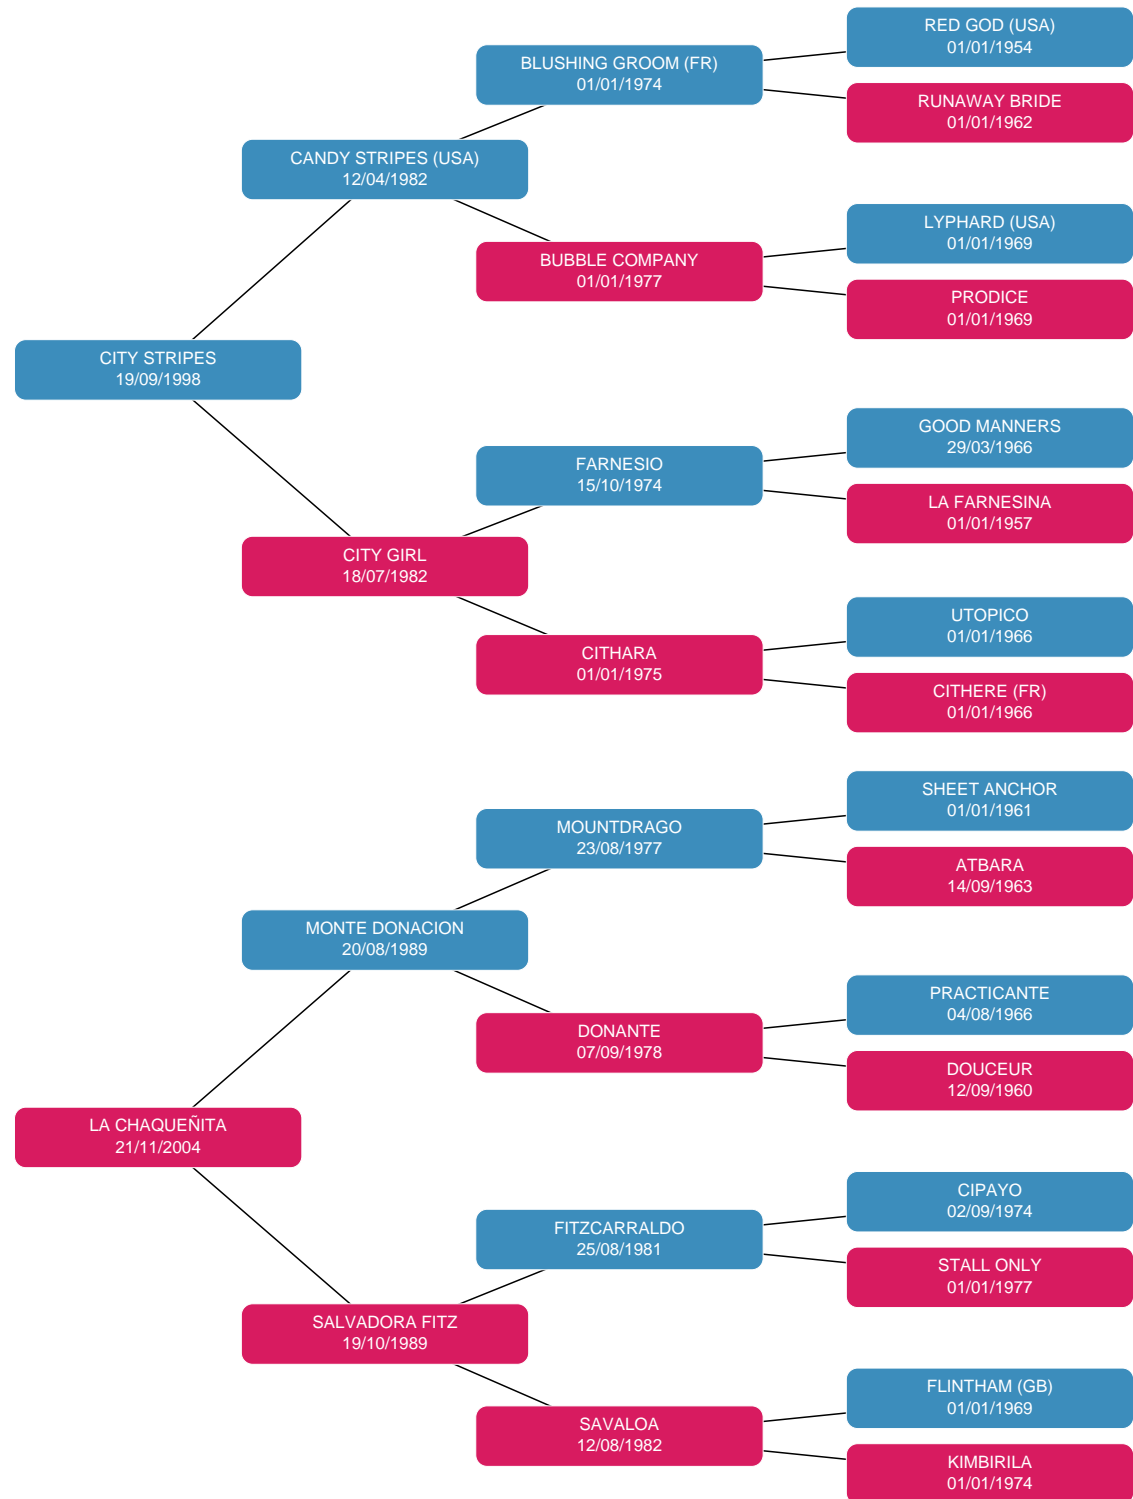 RED GOD (USA)
01/01/1954
BLUSHING GROOM (FR)
01/01/1974
RUNAWAY BRIDE
01/01/1962
CANDY STRIPES (USA)
12/04/1982
LYPHARD (USA)
01/01/1969
BUBBLE COMPANY
01/01/1977
PRODICE
01/01/1969
CITY STRIPES
19/09/1998
GOOD MANNERS
29/03/1966
FARNESIO
15/10/1974
LA FARNESINA
01/01/1957
CITY GIRL
18/07/1982
UTOPICO
01/01/1966
CITHARA
01/01/1975
CITHERE (FR)
01/01/1966
SHEET ANCHOR
01/01/1961
MOUNTDRAGO
23/08/1977
ATBARA
14/09/1963
MONTE DONACION
20/08/1989
PRACTICANTE
04/08/1966
DONANTE
07/09/1978
DOUCEUR
12/09/1960
LA CHAQUEÑITA
21/11/2004
CIPAYO
02/09/1974
FITZCARRALDO
25/08/1981
STALL ONLY
01/01/1977
SALVADORA FITZ
19/10/1989
FLINTHAM (GB)
01/01/1969
SAVALOA
12/08/1982
KIMBIRILA
01/01/1974